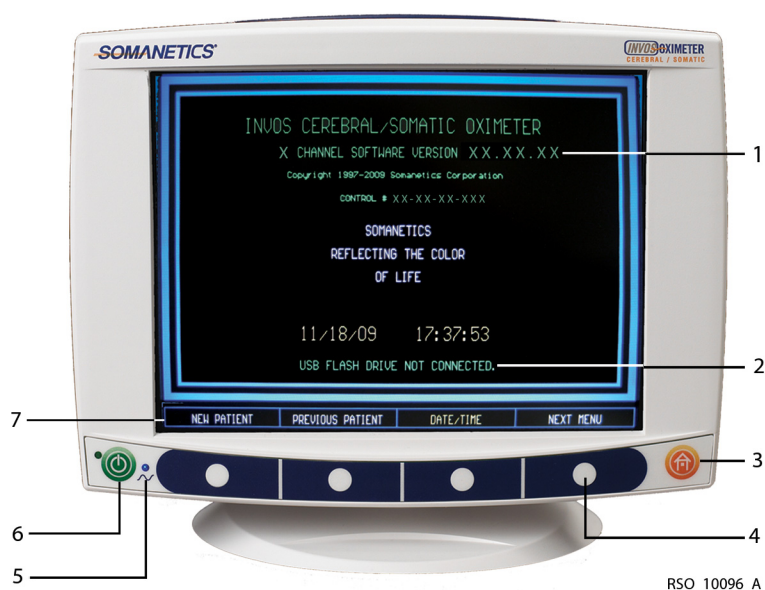 SOMANETICS
INVOS OXIMETER
CEREBRAL / SOMATIC
INVOS CEREBRAL/SOMATIC OXIMETER
X CHANNEL SOFTWARE VERSION XX.XX.XX
1
Copyright 1997-2009 Somanetics Corporation
CONTROL # XX-XX-XX-XXX
SOMANETICS
REFLECTING THE COLOR
OF LIFE
11/18/09 17:37:53
USB FLASH DRIVE NOT CONNECTED.
2
7
NEW PATIENT PREVIOUS PATIENT DATE/TIME NEXT MENU
3
6
4
5
RSO 10096 A